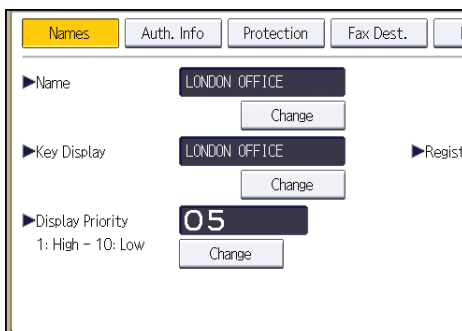 Names Auth. Info Protection Fax Dest.
▶Name LONDON OFFICE
Change
▶Key Display LONDON OFFICE ▶Regist
Change
▶Display Priority 05
1: High - 10: Low Change